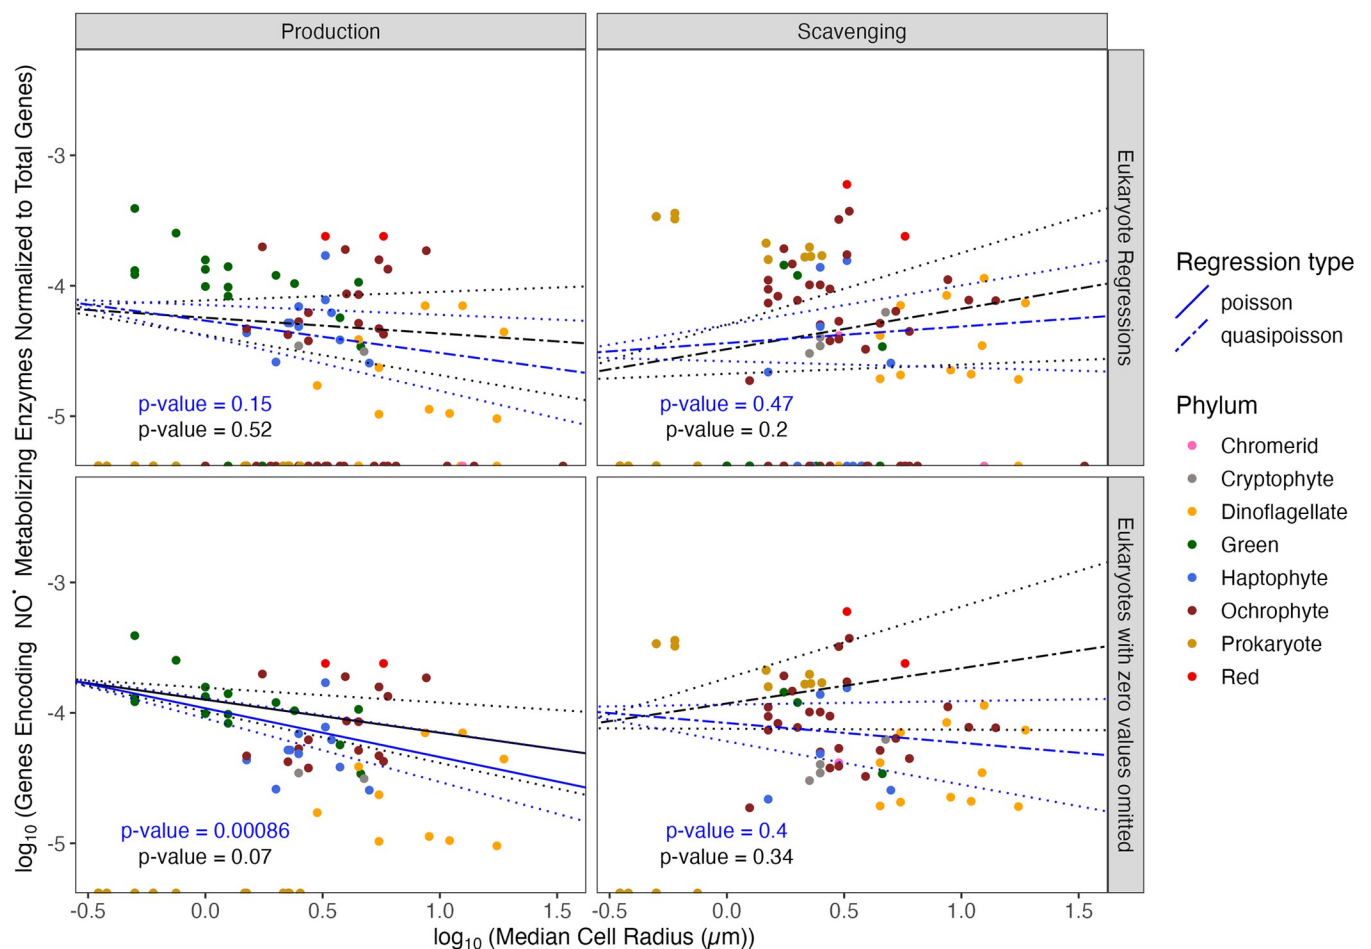 Production
Scavenging
log10 (Genes Encoding NO• Metabolizing Enzymes Normalized to Total Genes)
-3
-4
-5
p-value = 0.15
p-value = 0.52
p-value = 0.47
p-value = 0.2
Eukaryote Regressions
-3
-4
-5
p-value = 0.00086
p-value = 0.07
p-value = 0.4
p-value = 0.34
Eukaryotes with zero values omitted
-0.5 0.0 0.5 1.0 1.5
-0.5 0.0 0.5 1.0 1.5
log10 (Median Cell Radius (μm))
Regression type
poisson
quasipoisson
Phylum
Chromerid
Cryptophyte
Dinoflagellate
Green
Haptophyte
Ochrophyte
Prokaryote
Red